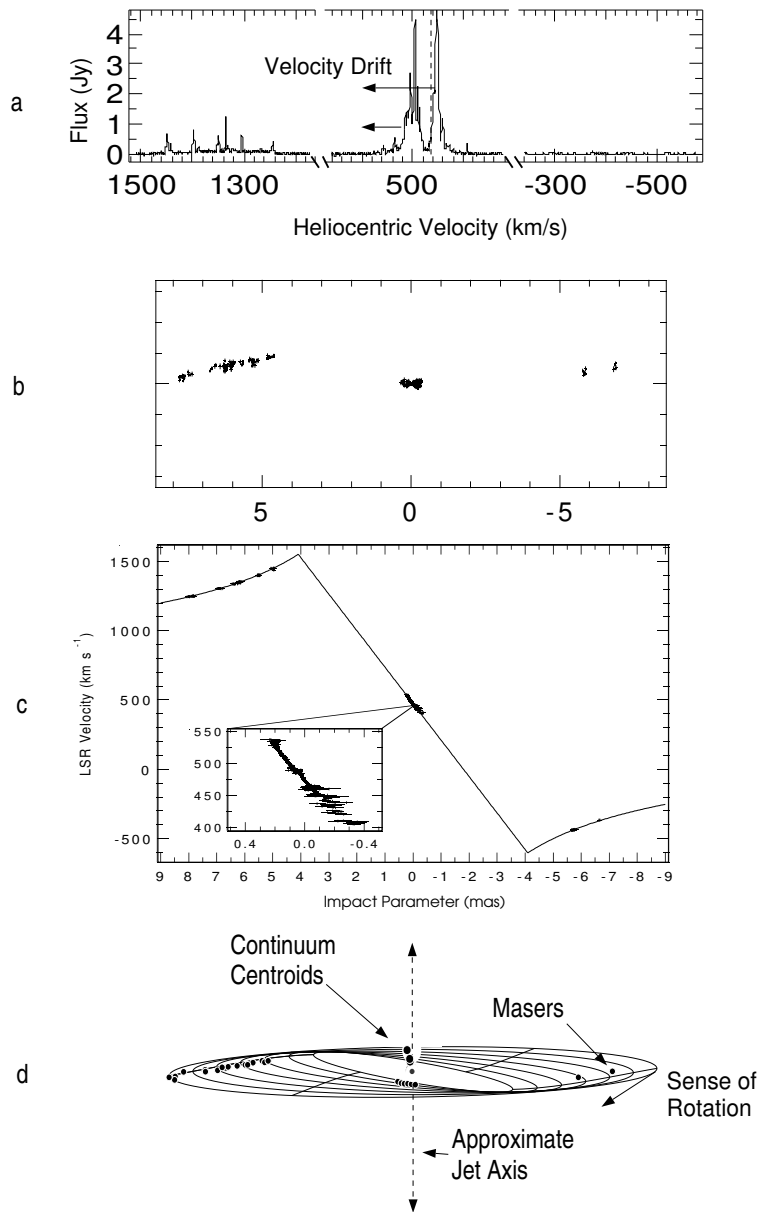 a
Flux (Jy)
4
3
2
1
0
Velocity Drift
1500 1300 500 -300 -500
Heliocentric Velocity (km/s)
b
5 0 -5
c
LSR Velocity (km s -1)
1500
1000
500
0
-500
550
500
450
400
0.4 0.0 -0.4
9 8 7 6 5 4 3 2 1 0 -1 -2 -3 -4 -5 -6 -7 -8 -9
Impact Parameter (mas)
d
Continuum
Centroids
Masers
Sense of
Rotation
Approximate
Jet Axis